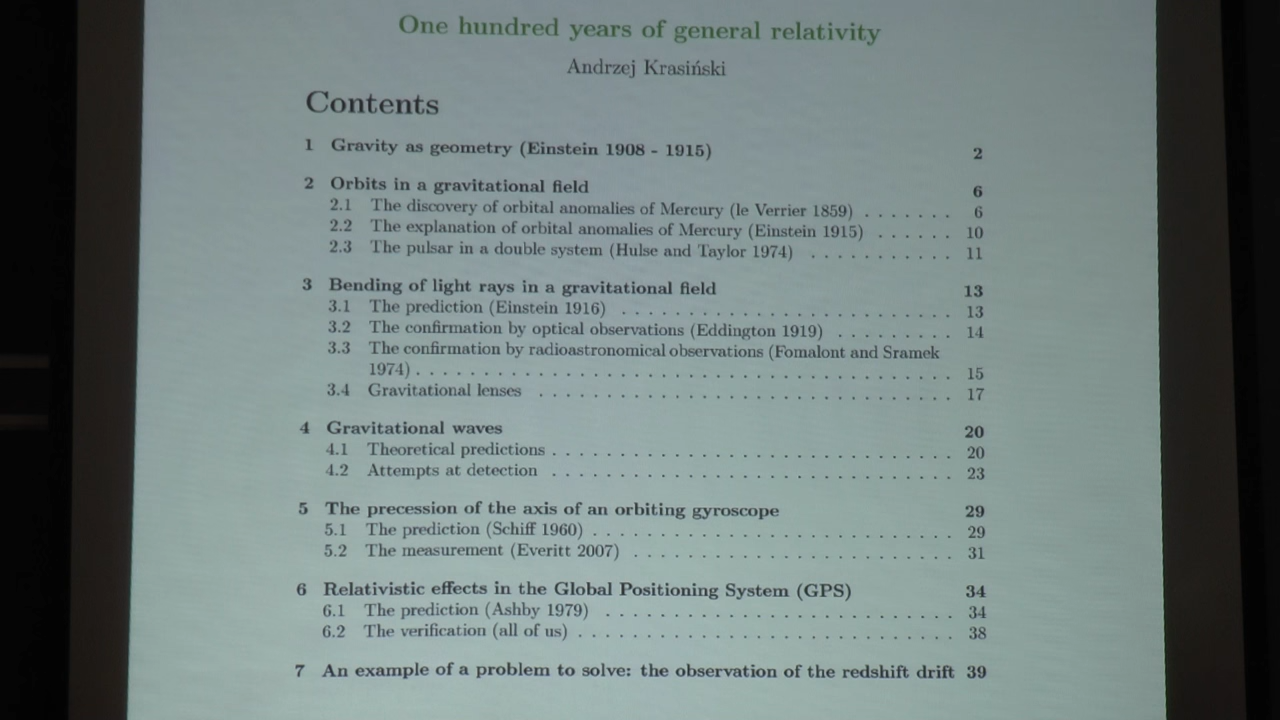 One hundred years of general relativity
Andrzej Krasiński
Contents
1 Gravity as geometry (Einstein 1908 - 1915) 2
2 Orbits in a gravitational field 6
2.1 The discovery of orbital anomalies of Mercury (le Verrier 1859) . . . . . . . 6
2.2 The explanation of orbital anomalies of Mercury (Einstein 1915) . . . . . . 10
2.3 The pulsar in a double system (Hulse and Taylor 1974) . . . . . . . . . . . 11
3 Bending of light rays in a gravitational field 13
3.1 The prediction (Einstein 1916) . . . . . . . . . . . . . . . . . . . . . . . . . 13
3.2 The confirmation by optical observations (Eddington 1919) . . . . . . . . . 14
3.3 The confirmation by radioastronomical observations (Fomalont and Sramek
1974) . . . . . . . . . . . . . . . . . . . . . . . . . . . . . . . . . . . . . . . . 15
3.4 Gravitational lenses . . . . . . . . . . . . . . . . . . . . . . . . . . . . . . . 17
4 Gravitational waves 20
4.1 Theoretical predictions . . . . . . . . . . . . . . . . . . . . . . . . . . . . . . 20
4.2 Attempts at detection . . . . . . . . . . . . . . . . . . . . . . . . . . . . . . 23
5 The precession of the axis of an orbiting gyroscope 29
5.1 The prediction (Schiff 1960) . . . . . . . . . . . . . . . . . . . . . . . . . . . 29
5.2 The measurement (Everitt 2007) . . . . . . . . . . . . . . . . . . . . . . . . 31
6 Relativistic effects in the Global Positioning System (GPS) 34
6.1 The prediction (Ashby 1979) . . . . . . . . . . . . . . . . . . . . . . . . . . 34
6.2 The verification (all of us) . . . . . . . . . . . . . . . . . . . . . . . . . . . . 38
7 An example of a problem to solve: the observation of the redshift drift 39